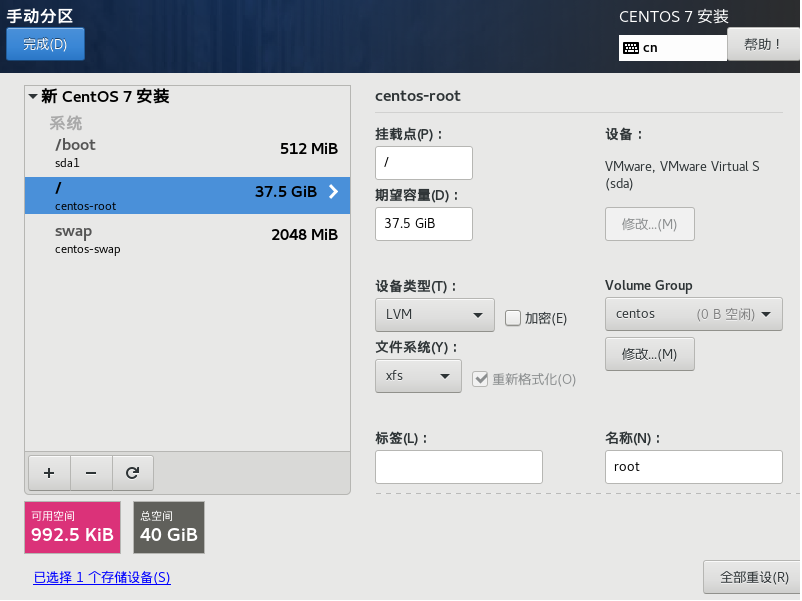 手动分区
CENTOS 7 安装
完成(D)
cn
帮助！
新 CentOS 7 安装
系统
/boot
512 MiB
sda1
/
37.5 GiB
centos-root
swap
2048 MiB
centos-swap
可用空间
992.5 KiB
总空间
40 GiB
已选择 1 个存储设备(S)
centos-root
挂载点(P)：
/
期望容量(D)：
37.5 GiB
设备：
VMware, VMware Virtual S
(sda)
修改...(M)
设备类型(T)：
LVM
加密(E)
文件系统(Y)：
xfs
重新格式化(O)
Volume Group
centos (0 B 空闲)
修改...(M)
标签(L)：
名称(N)：
root
全部重设(R)